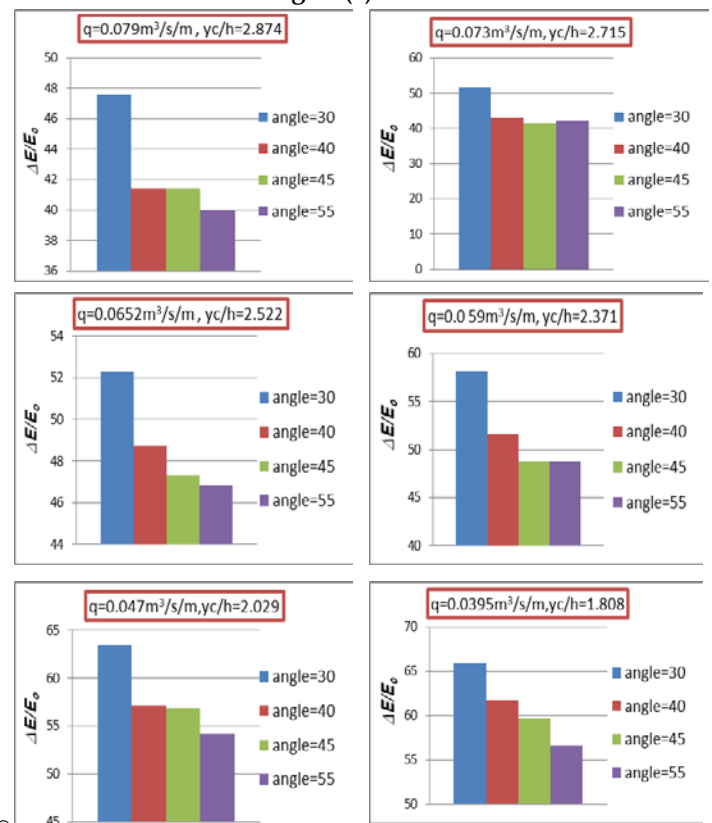 q=0.079m³/s/m , yc/h=2.874
50
48
46
44
42
40
38
36
ΔE/Eₒ
angle=30
angle=40
angle=45
angle=55
q=0.073m³/s/m, yc/h=2.715
60
50
40
30
20
10
0
ΔE/Eₒ
angle=30
angle=40
angle=45
angle=55
q=0.0652m³/s/m , yc/h=2.522
54
52
50
48
46
44
ΔE/Eₒ
angle=30
angle=40
angle=45
angle=55
q=0.059m³/s/m, yc/h=2.371
60
55
50
45
40
ΔE/Eₒ
angle=30
angle=40
angle=45
angle=55
q=0.047m³/s/m,yc/h=2.029
65
60
55
50
45
ΔE/Eₒ
angle=30
angle=40
angle=45
angle=55
q=0.0395m³/s/m,yc/h=1.808
70
65
60
55
50
ΔE/Eₒ
angle=30
angle=40
angle=45
angle=55